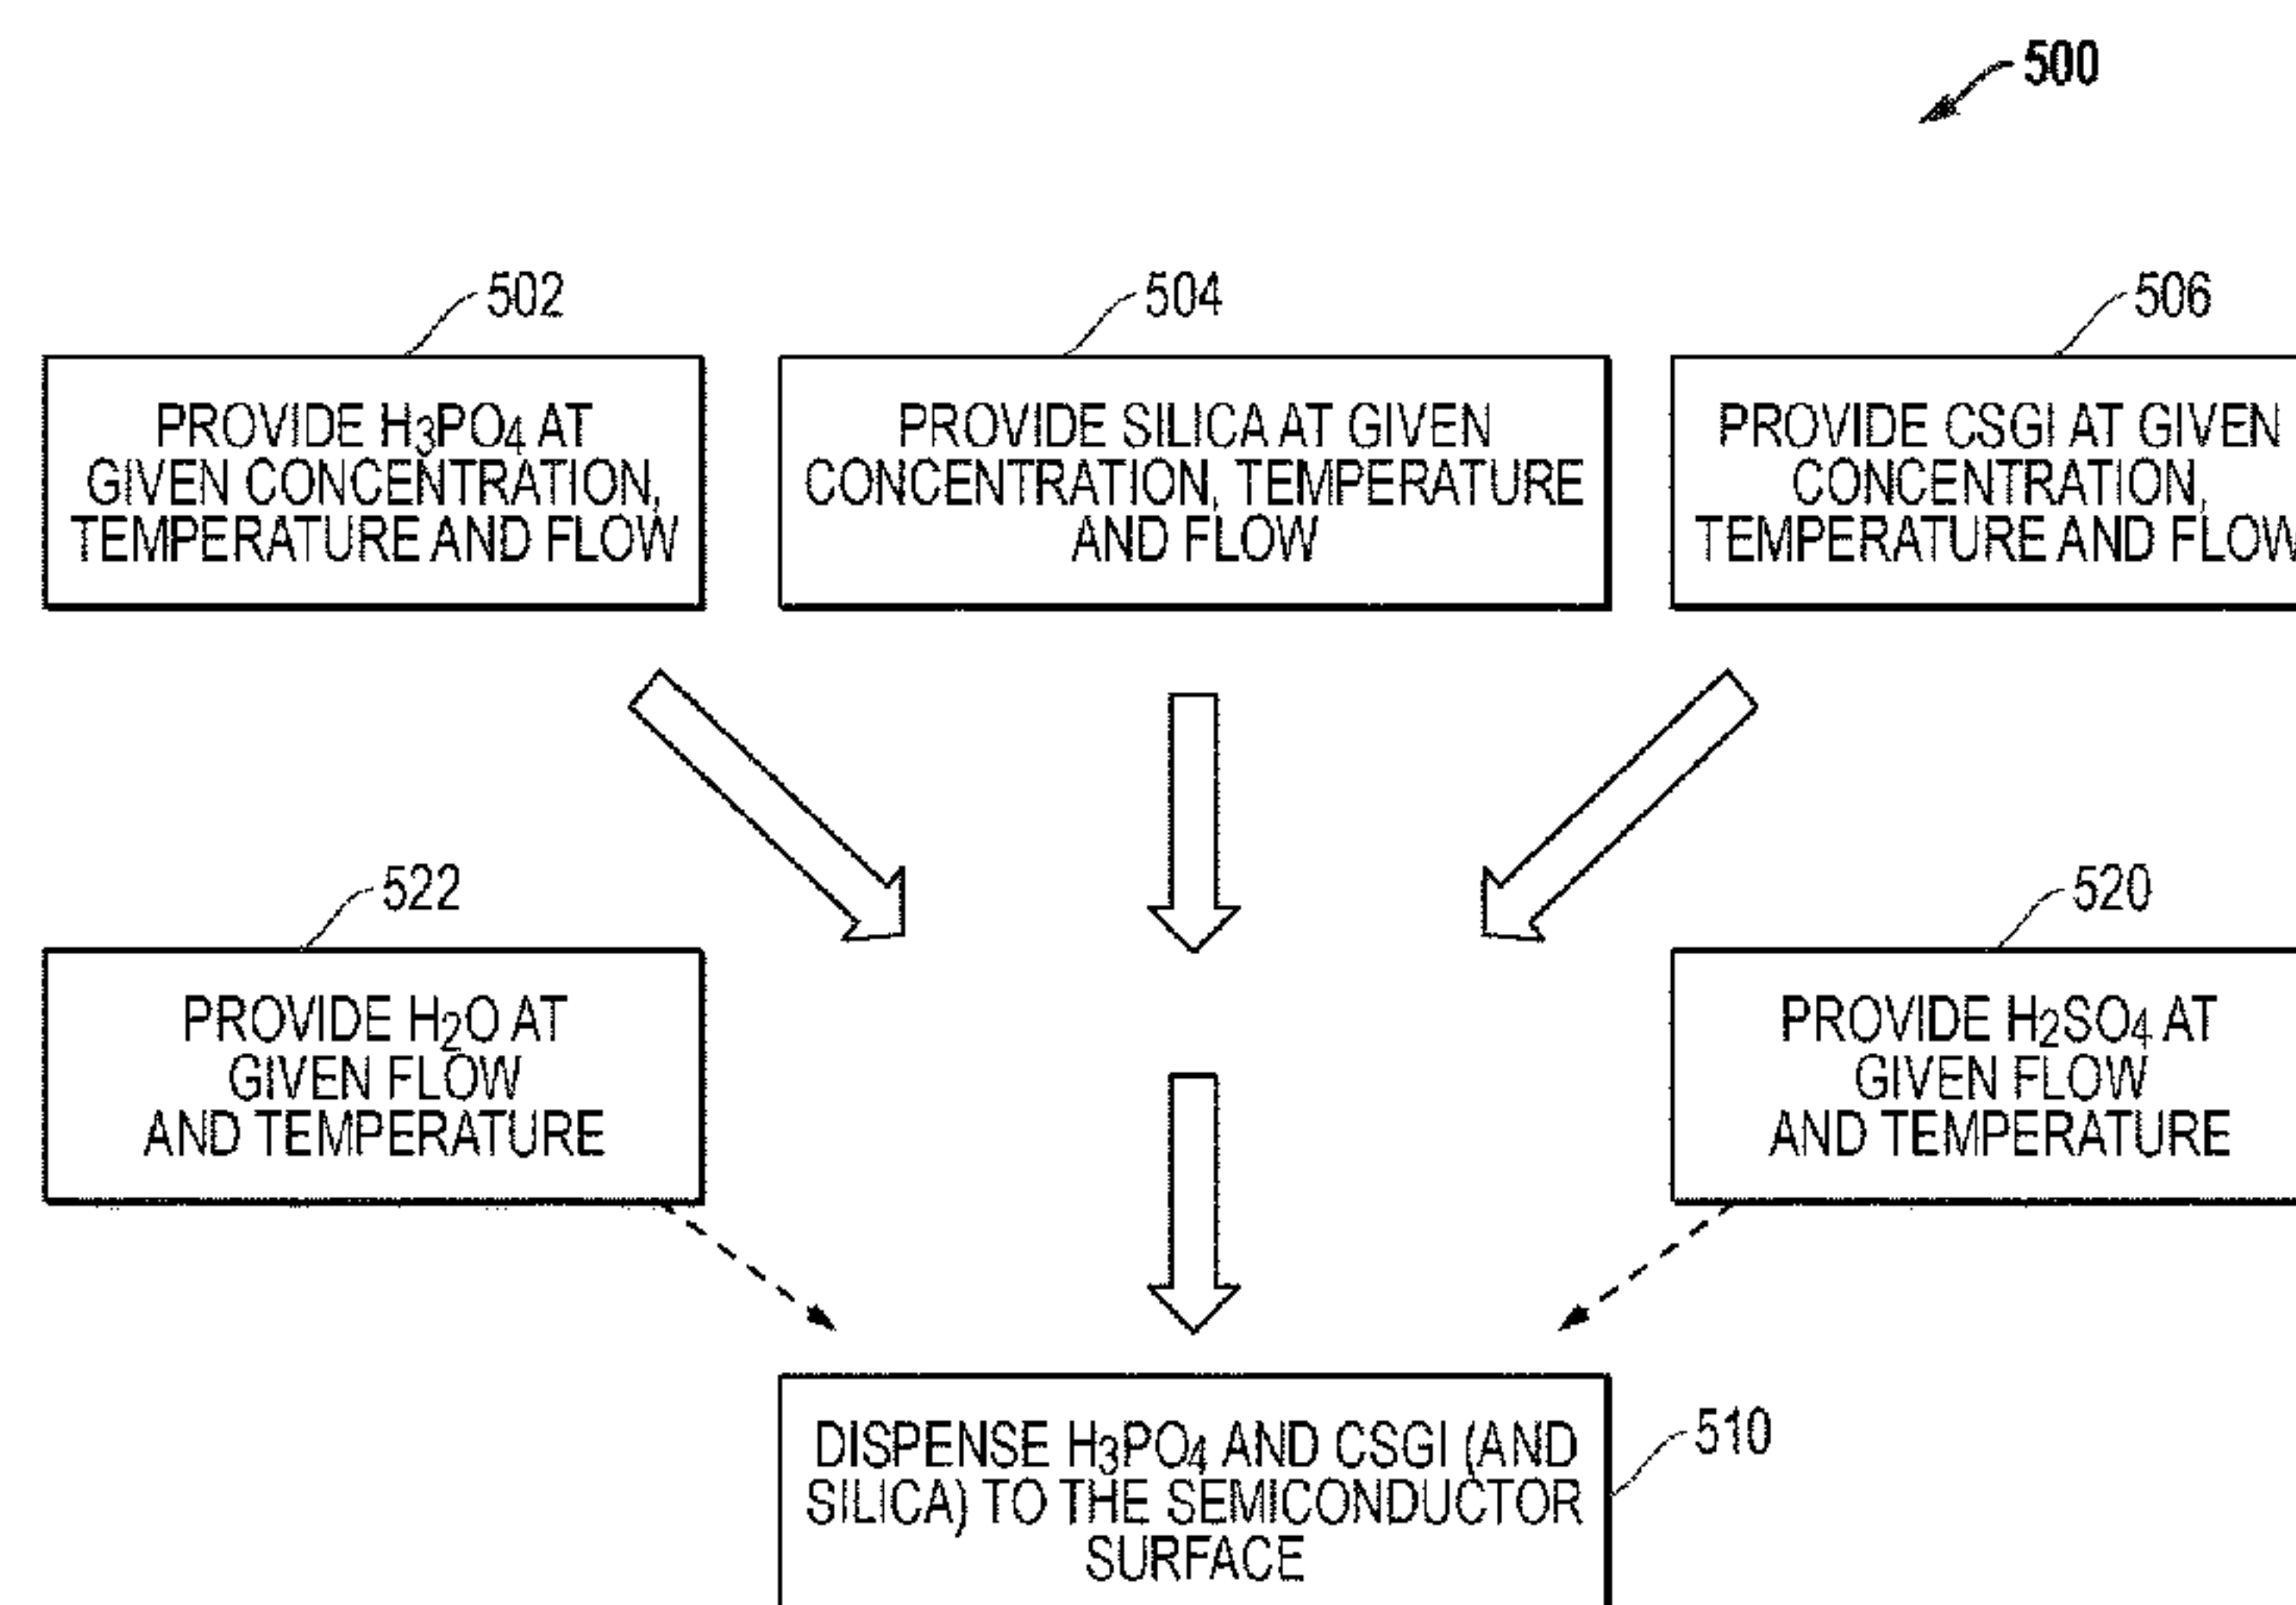 500
502
PROVIDE H₃PO₄ AT
GIVEN CONCENTRATION,
TEMPERATURE AND FLOW
504
PROVIDE SILICA AT GIVEN
CONCENTRATION, TEMPERATURE
AND FLOW
506
PROVIDE CSGI AT GIVEN
CONCENTRATION,
TEMPERATURE AND FLOW
522
PROVIDE H₂O AT
GIVEN FLOW
AND TEMPERATURE
520
PROVIDE H₂SO₄ AT
GIVEN FLOW
AND TEMPERATURE
510
DISPENSE H₃PO₄ AND CSGI (AND
SILICA) TO THE SEMICONDUCTOR
SURFACE